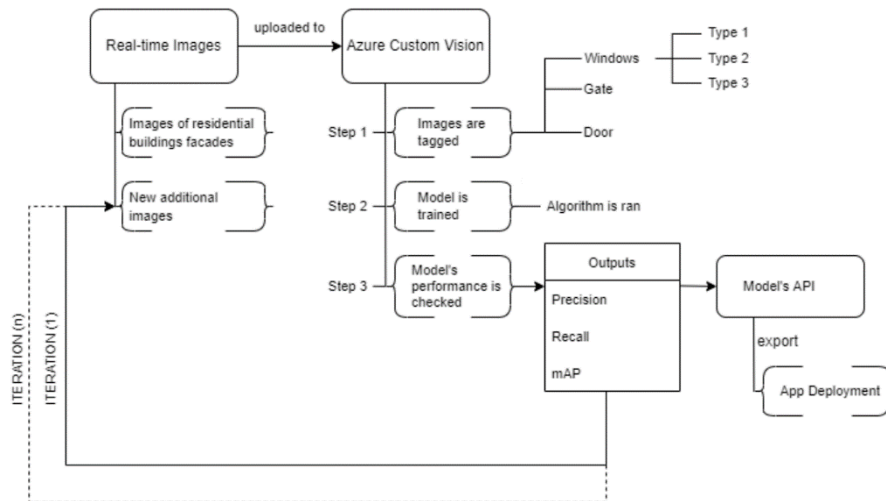 Real-time Images
uploaded to
Azure Custom Vision
Images of residential
buildings facades
New additional
images
Step 1
Images are
tagged
Windows
Gate
Door
Type 1
Type 2
Type 3
Step 2
Model is
trained
Algorithm is ran
Step 3
Model's
performance is
checked
Outputs
Precision
Recall
mAP
Model's API
export
App Deployment
ITERATION (n)
ITERATION (1)